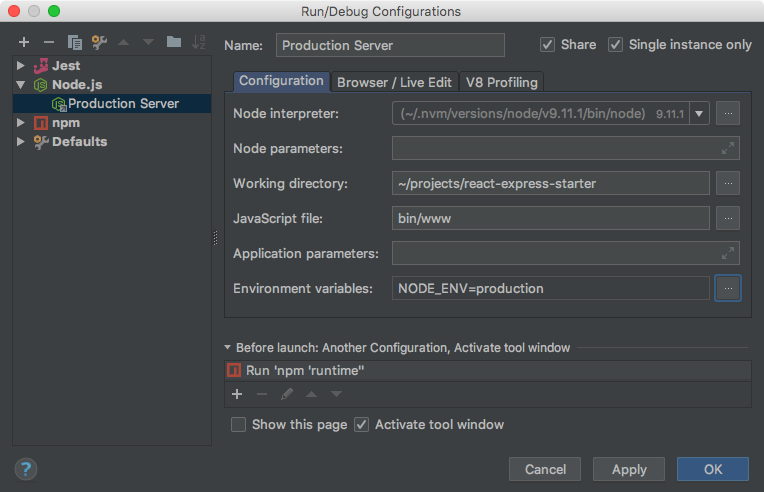 Run/Debug Configurations
Name: Production Server Share Single instance only
Jest
Node.js
Production Server
npm
Defaults
Configuration Browser / Live Edit V8 Profiling
Node interpreter: (~/.nvm/versions/node/v9.11.1/bin/node) 9.11.1 ...
Node parameters:
Working directory: ~/projects/react-express-starter ...
JavaScript file: bin/www ...
Application parameters:
Environment variables: NODE_ENV=production ...
Before launch: Another Configuration, Activate tool window
Run 'npm 'runtime''
Show this page Activate tool window
? Cancel Apply OK